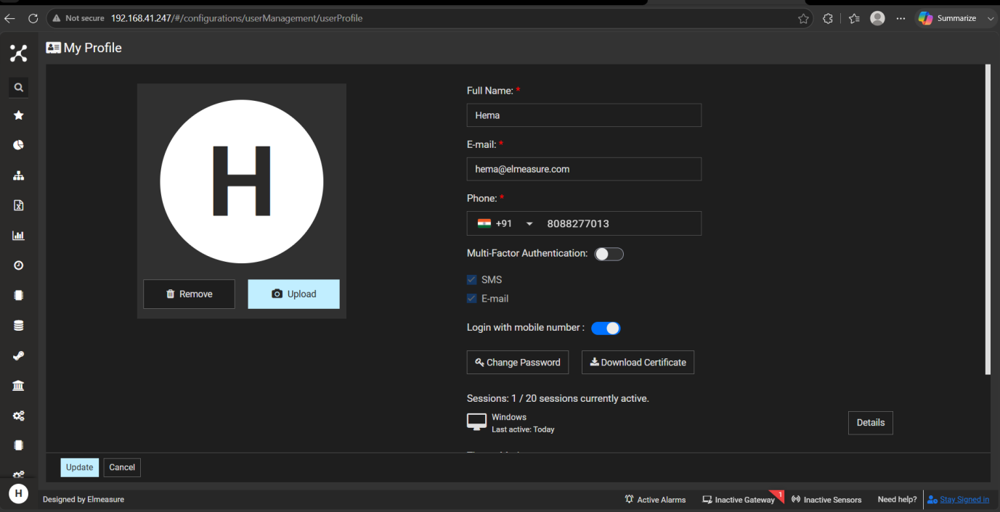 Not secure 192.168.41.247/#/configurations/userManagement/userProfile
Summarize
My Profile
H
Remove
Upload
Full Name: *
Hema
E-mail: *
hema@elmeasure.com
Phone: *
+91 8088277013
Multi-Factor Authentication:
SMS
E-mail
Login with mobile number :
Change Password
Download Certificate
Sessions: 1 / 20 sessions currently active.
Windows
Last active: Today
Details
Update
Cancel
H
Designed by Elmeasure
Active Alarms
Inactive Gateway
1
Inactive Sensors
Need help?
Stay Signed in